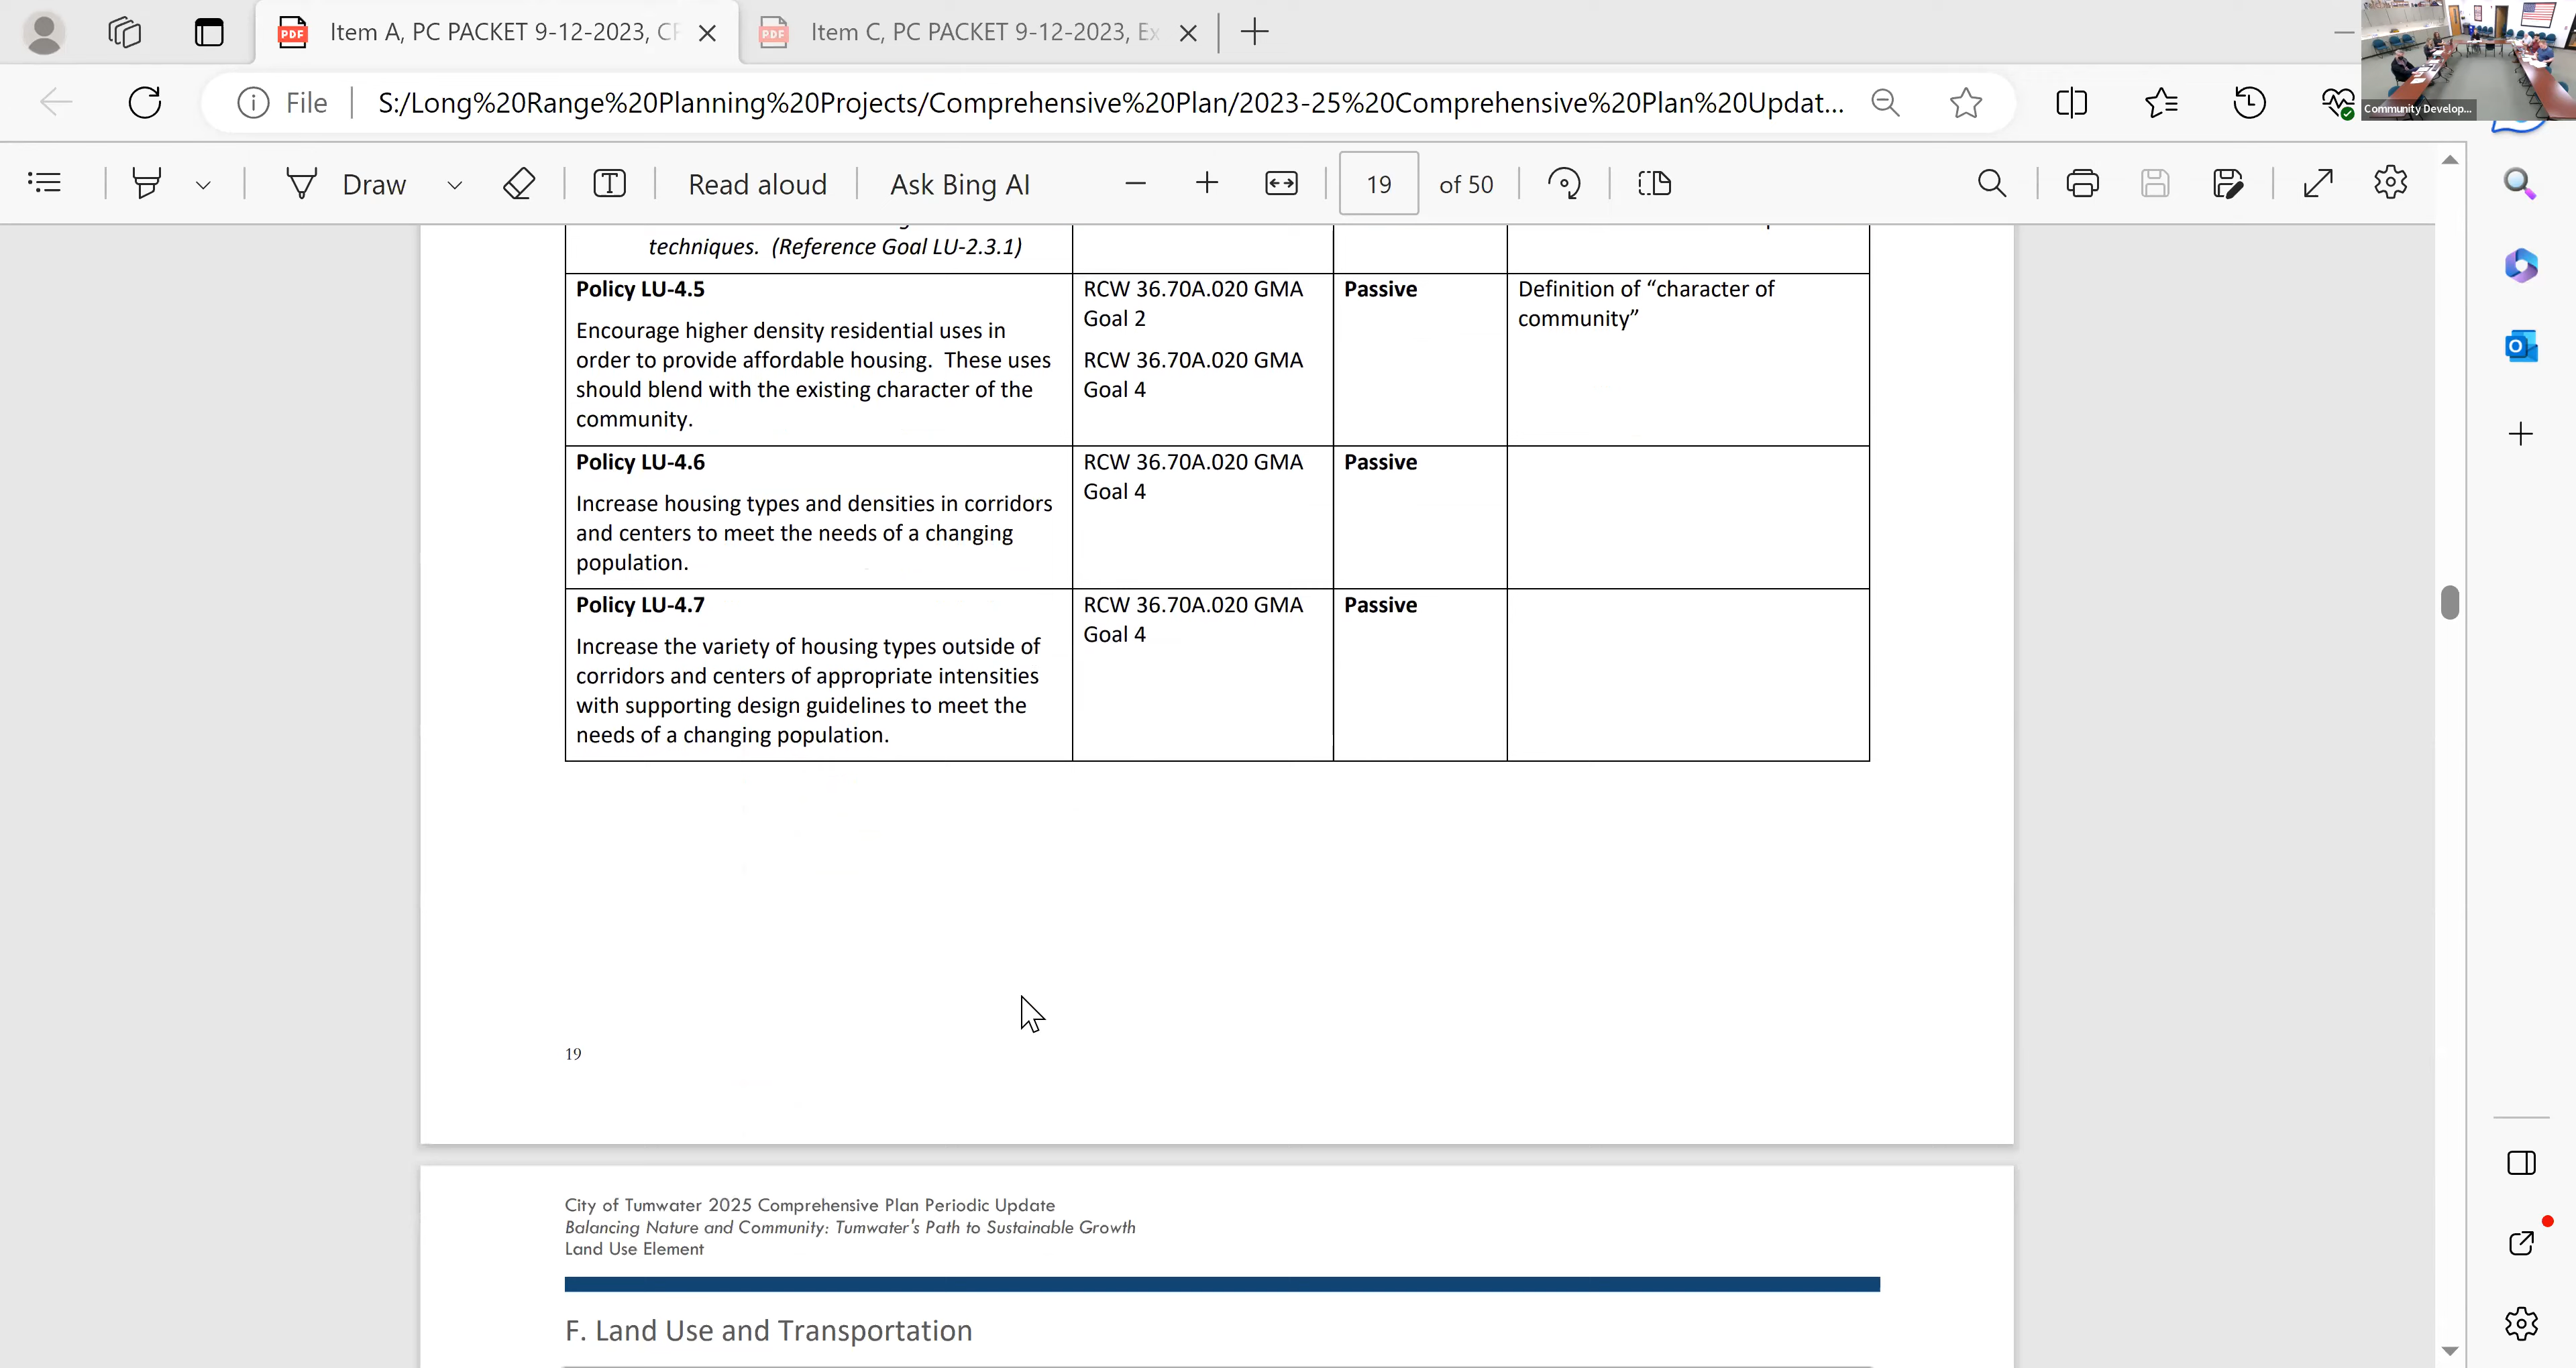 Item A, PC PACKET 9-12-2023, CF
Item C, PC PACKET 9-12-2023, Ex
File
S:/Long%20Range%20Planning%20Projects/Comprehensive%20Plan/2023-25%20Comprehensive%20Plan%20Updat...
Community Develop...
Draw
Read aloud
Ask Bing AI
19
of 50
techniques. (Reference Goal LU-2.3.1)
Policy LU-4.5
Encourage higher density residential uses in
order to provide affordable housing. These uses
should blend with the existing character of the
community.
RCW 36.70A.020 GMA
Goal 2
RCW 36.70A.020 GMA
Goal 4
Passive
Definition of “character of
community”
Policy LU-4.6
Increase housing types and densities in corridors
and centers to meet the needs of a changing
population.
RCW 36.70A.020 GMA
Goal 4
Passive
Policy LU-4.7
Increase the variety of housing types outside of
corridors and centers of appropriate intensities
with supporting design guidelines to meet the
needs of a changing population.
RCW 36.70A.020 GMA
Goal 4
Passive
19
City of Tumwater 2025 Comprehensive Plan Periodic Update
Balancing Nature and Community: Tumwater's Path to Sustainable Growth
Land Use Element
F. Land Use and Transportation